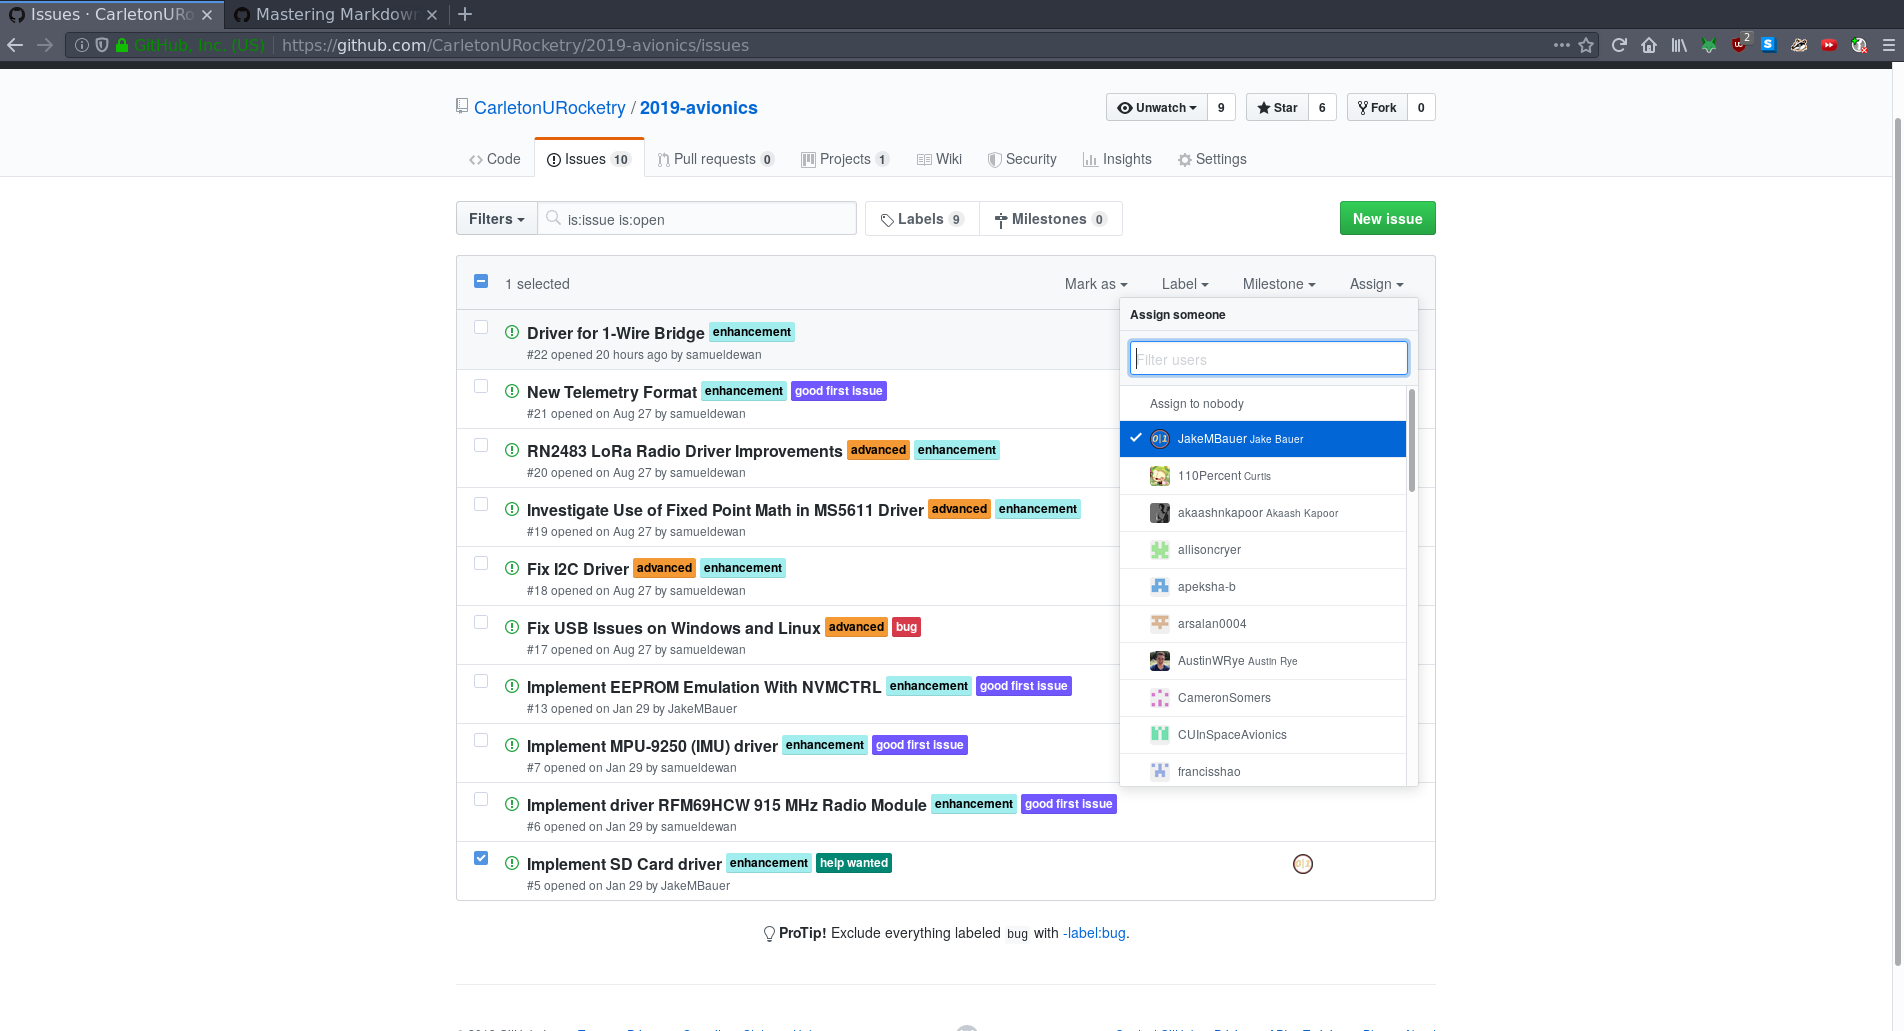 Issues · CarletonURo
Mastering Markdown
GitHub, Inc. (US)
https://github.com/CarletonURocketry/2019-avionics/issues
2
CarletonURocketry / 2019-avionics
Unwatch 9
Star 6
Fork 0
Code
Issues 10
Pull requests 0
Projects 1
Wiki
Security
Insights
Settings
Filters
is:issue is:open
Labels 9
Milestones 0
New issue
1 selected
Mark as
Label
Milestone
Assign
Driver for 1-Wire Bridge enhancement
#22 opened 20 hours ago by samueldewan
New Telemetry Format enhancement good first issue
#21 opened on Aug 27 by samueldewan
RN2483 LoRa Radio Driver Improvements advanced enhancement
#20 opened on Aug 27 by samueldewan
Investigate Use of Fixed Point Math in MS5611 Driver advanced enhancement
#19 opened on Aug 27 by samueldewan
Fix I2C Driver advanced enhancement
#18 opened on Aug 27 by samueldewan
Fix USB Issues on Windows and Linux advanced bug
#17 opened on Aug 27 by samueldewan
Implement EEPROM Emulation With NVMCTRL enhancement good first issue
#13 opened on Jan 29 by JakeMBauer
Implement MPU-9250 (IMU) driver enhancement good first issue
#7 opened on Jan 29 by samueldewan
Implement driver RFM69HCW 915 MHz Radio Module enhancement good first issue
#6 opened on Jan 29 by samueldewan
Implement SD Card driver enhancement help wanted
#5 opened on Jan 29 by JakeMBauer
Assign someone
Filter users
Assign to nobody
JakeMBauer Jake Bauer
110Percent Curtis
akaashnkapoor Akaash Kapoor
allisoncryer
apeksha-b
arsalan0004
AustinWRye Austin Rye
CameronSomers
CUInSpaceAvionics
francisshao
ProTip! Exclude everything labeled bug with -label:bug.